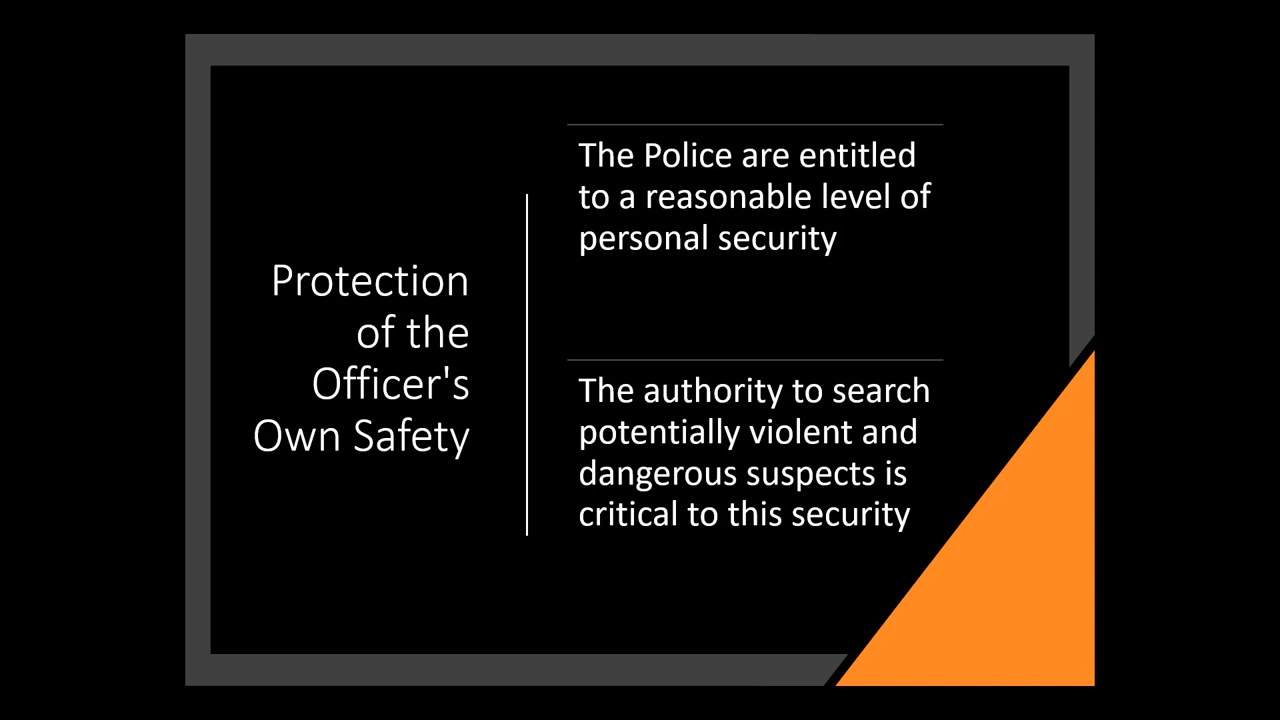 Protection
of the
Officer's
Own Safety
The Police are entitled
to a reasonable level of
personal security
The authority to search
potentially violent and
dangerous suspects is
critical to this security